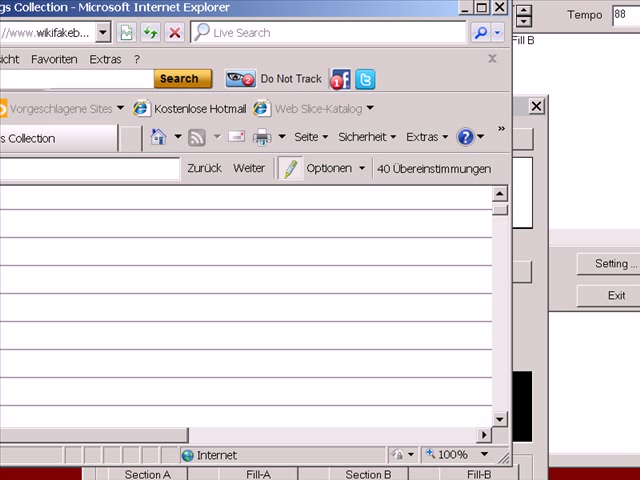 gs Collection - Microsoft Internet Explorer
Tempo 88
//www.wikifakeb... Live Search
Fill B
sicht Favoriten Extras ?
Search Do Not Track
Vorgeschlagene Sites Kostenlose Hotmail Web Slice-Katalog
s Collection Seite Sicherheit Extras
Zurück Weiter Optionen 40 Übereinstimmungen
Setting ...
Exit
Internet 100%
Section A Fill-A Section B Fill-B